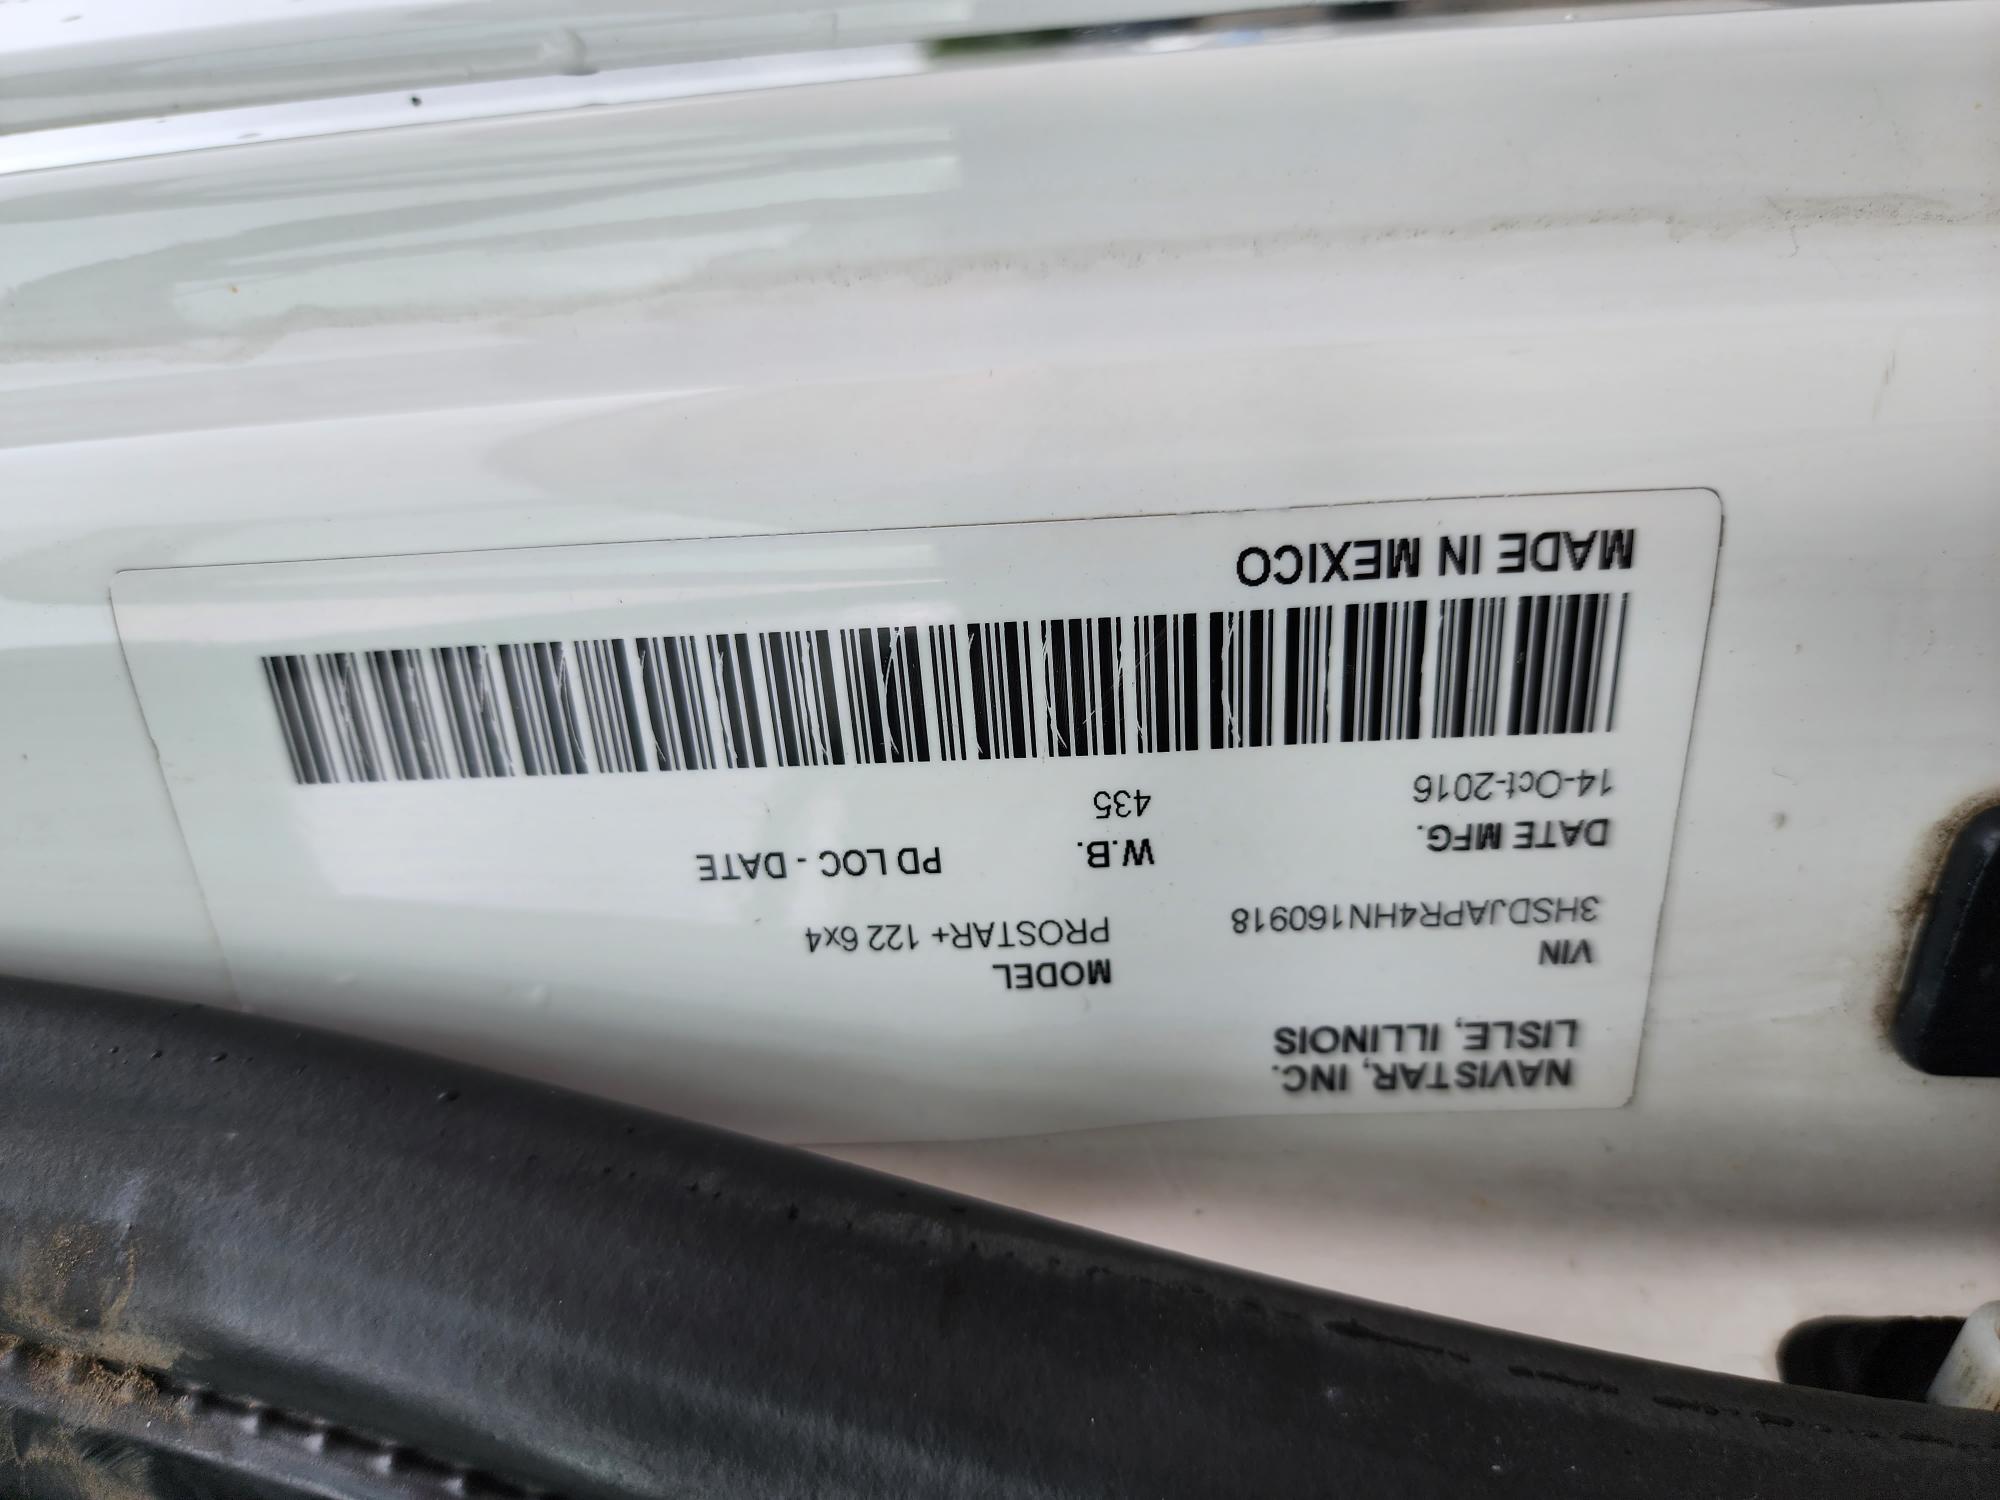 NAVISTAR, INC.
LISLE, ILLINOIS
VIN
3HSDJAPR4HN160918
MODEL
PROSTAR+ 122 6x4
DATE MFG.
14-Oct-2016
W.B.
435
PD LOC - DATE
MADE IN MEXICO